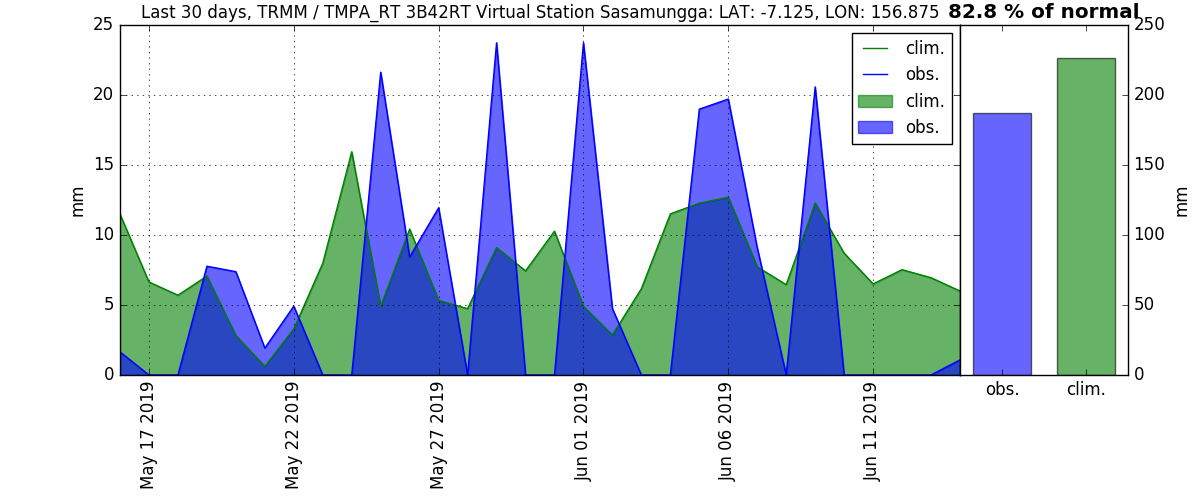 Last 30 days, TRMM / TMPA_RT 3B42RT Virtual Station Sasamungga: LAT: -7.125, LON: 156.875 82.8 % of normal
25
20
15
10
5
0
mm
clim.
obs.
clim.
obs.
250
200
150
100
50
0
mm
May 17 2019
May 22 2019
May 27 2019
Jun 01 2019
Jun 06 2019
Jun 11 2019
obs.
clim.